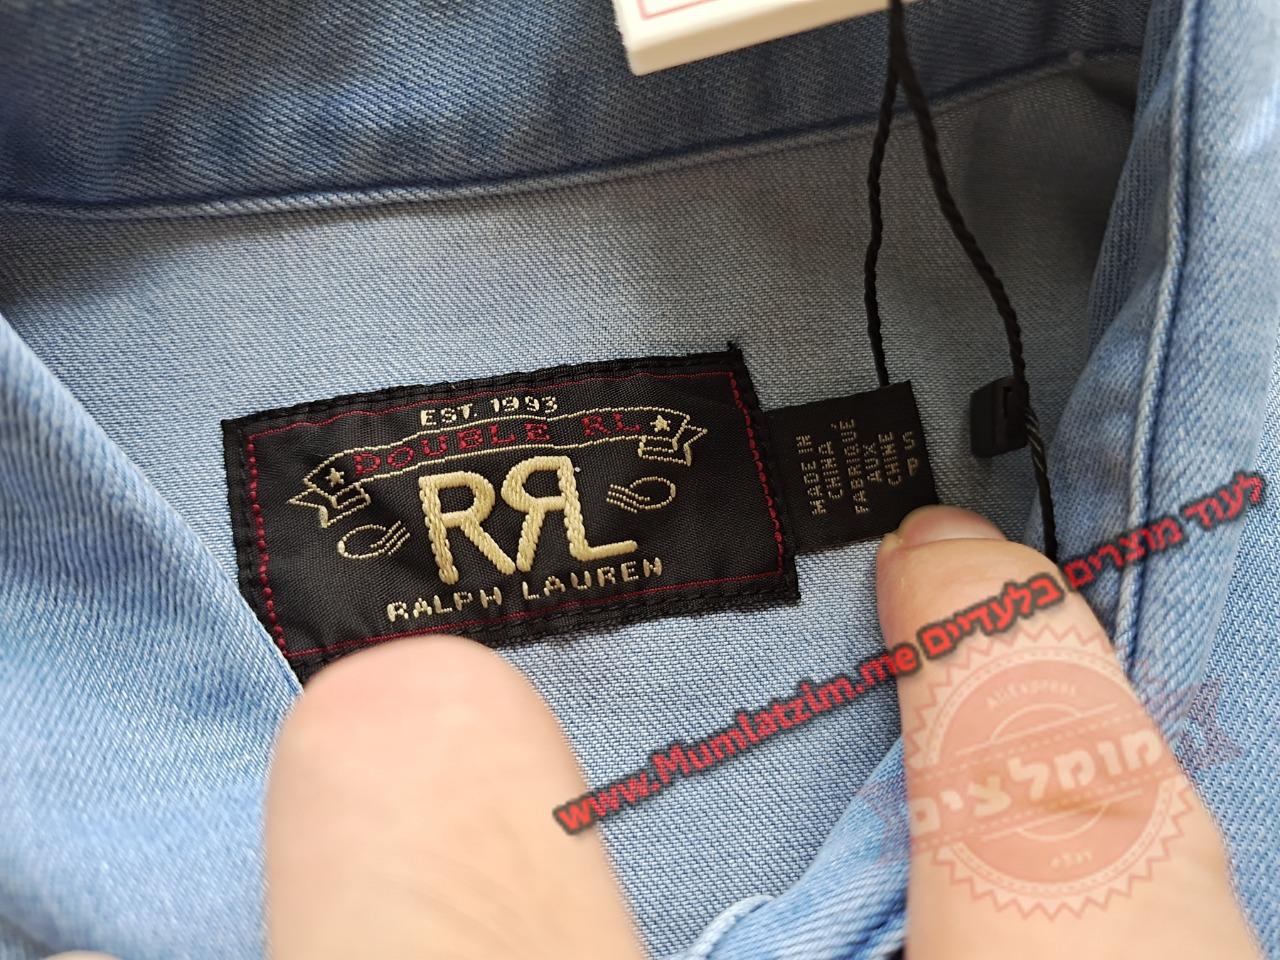 EST. 1993
DOUBLE RL
RRL
RALPH LAUREN
MADE IN
CHINA
FABRIQUÉ
AUX
CHINE
S
P
www.Mumlatzim.me לעוד מוצרים בלעדיים
AliExpress
מומלצים